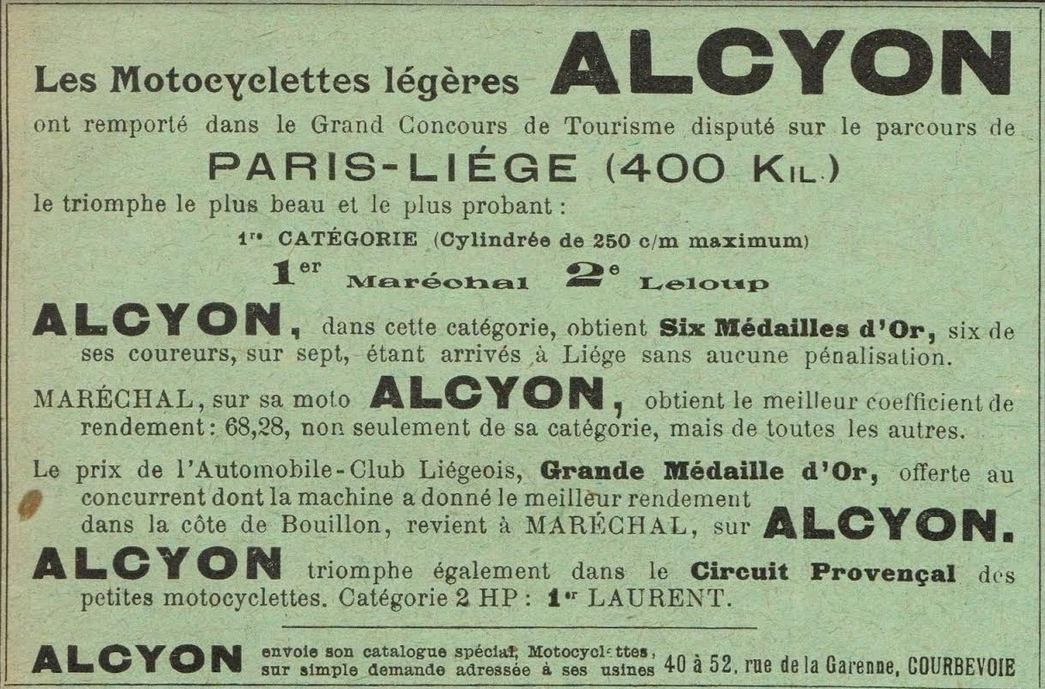 Les Motocyclettes légères ALCYON
ont remporté dans le Grand Concours de Tourisme disputé sur le parcours de
PARIS-LIÉGE (400 KIL.)
le triomphe le plus beau et le plus probant :
1re CATÉGORIE (Cylindrée de 250 c/m maximum)
1er Maréchal 2e Leloup
ALCYON, dans cette catégorie, obtient Six Médailles d'Or, six de
ses coureurs, sur sept, étant arrivés à Liége sans aucune pénalisation.
MARÉCHAL, sur sa moto ALCYON, obtient le meilleur coefficient de
rendement : 68,28, non seulement de sa catégorie, mais de toutes les autres.
Le prix de l'Automobile-Club Liégeois, Grande Médaille d'Or, offerte au
concurrent dont la machine a donné le meilleur rendement
dans la côte de Bouillon, revient à MARÉCHAL, sur ALCYON.
ALCYON triomphe également dans le Circuit Provençal des
petites motocyclettes. Catégorie 2 HP : 1er LAURENT.
ALCYON envoie son catalogue spécial, Motocyclettes,
sur simple demande adressée à ses usines 40 à 52, rue de la Garenne, COURBEVOIE